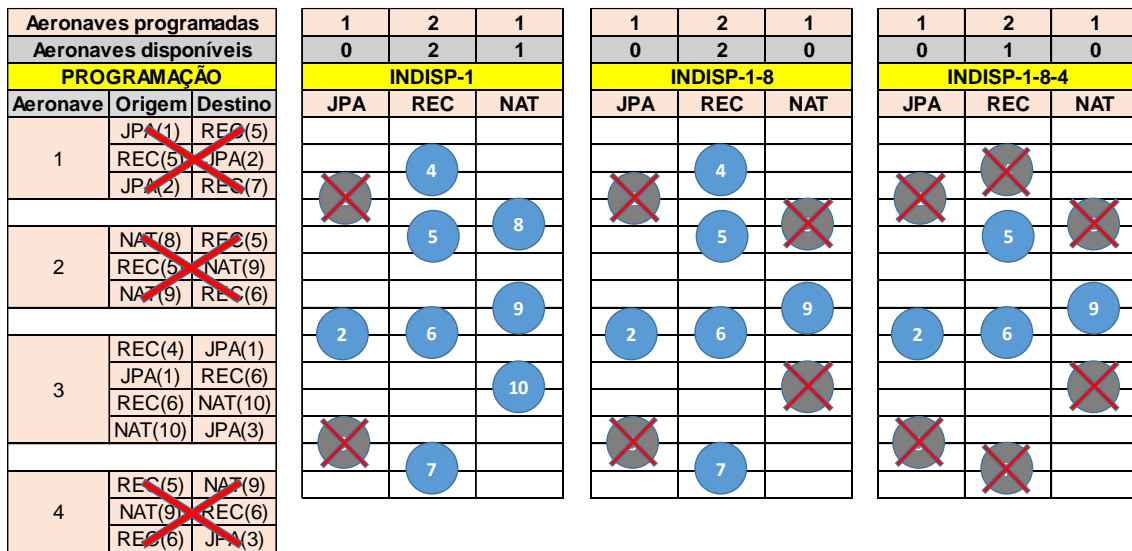 Aeronaves programadas 1 2 1 1 2 1 1 2 1
Aeronaves disponíveis 0 2 1 0 2 0 0 1 0
PROGRAMAÇÃO INDISP-1 INDISP-1-8 INDISP-1-8-4
Aeronave Origem Destino JPA REC NAT JPA REC NAT JPA REC NAT
JPA(1) REC(5)
1 REC(5) JPA(2) 4 4
JPA(2) REC(7)
8
5 5 5
NAT(8) REC(5)
2 REC(5) NAT(9)
NAT(9) REC(6)
9 9 9
2 6 2 6 2 6
REC(4) JPA(1)
3 JPA(1) REC(6)
REC(6) NAT(10) 10
NAT(10) JPA(3)
7 7
REC(5) NAT(9)
4 NAT(9) REC(6)
REC(6) JPA(3)